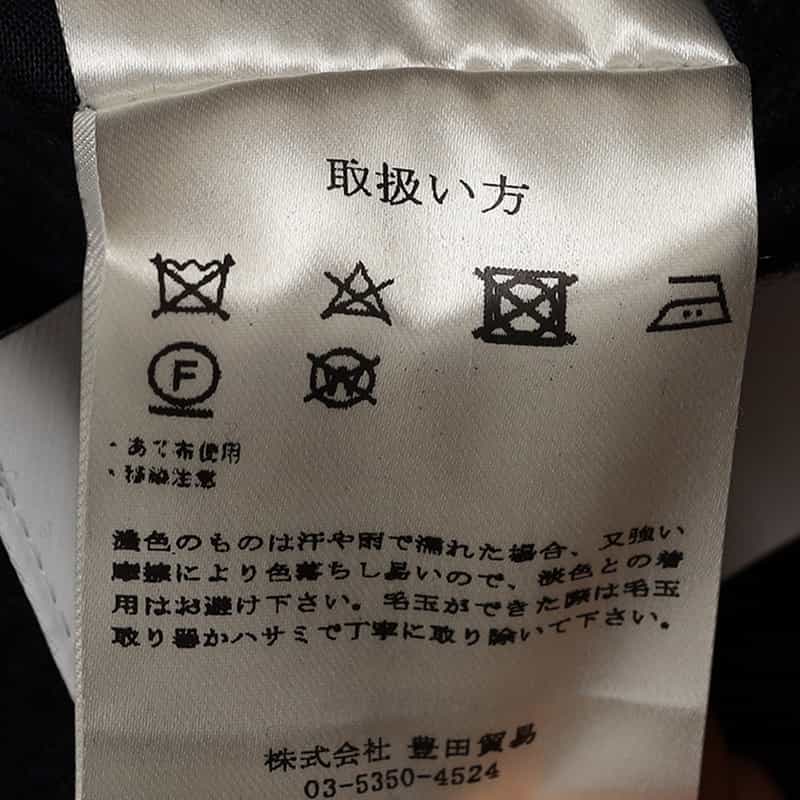 取扱い方
F
W
・あて布使用
・移染注意
濃色のものは汗や雨で濡れた場合、又強い
摩擦により色落ちし易いので、淡色との着
用はお避け下さい。毛玉ができた際は毛玉
取り器かハサミで丁寧に取り除いて下さい。
株式会社 豊田貿易
03-5350-4524